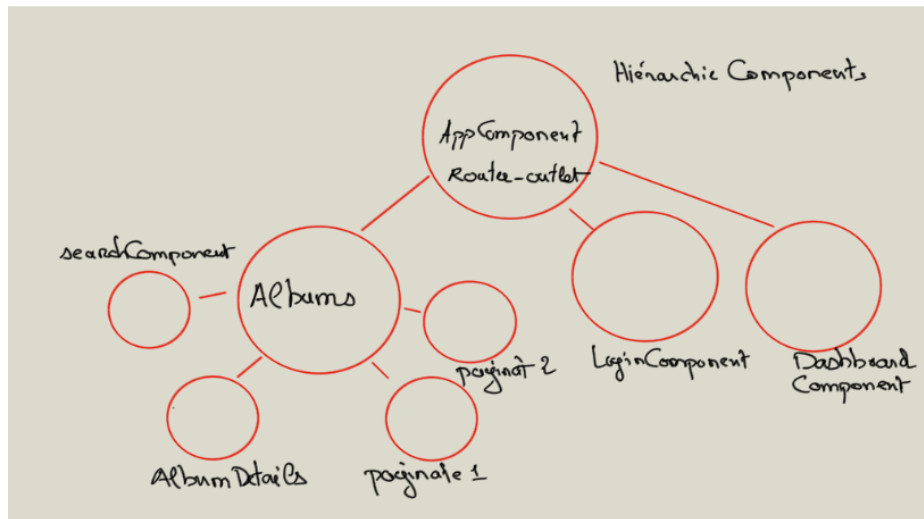 Hiérarchie Components
AppComponent
Router-outlet
searchComponent
Albums
paginat 2
LoginComponent
Dashboard
Component
AlbumDetails
paginate 1